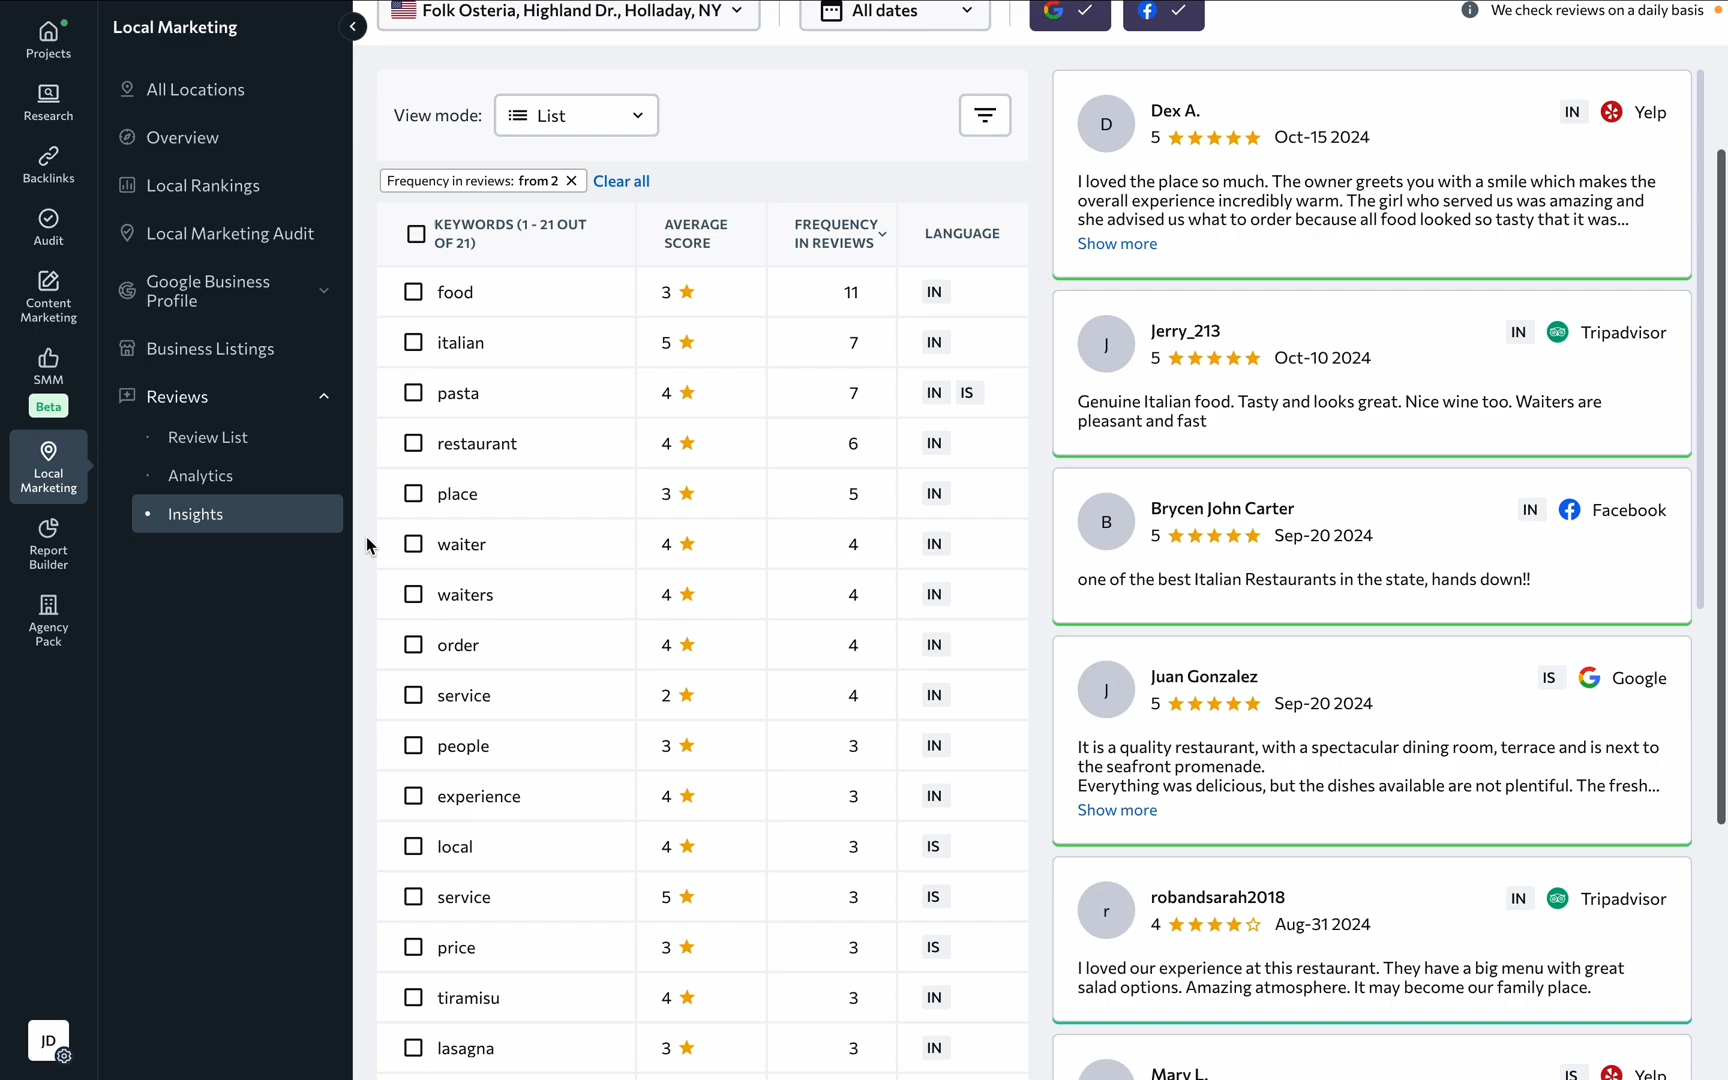 Projects
Research
Backlinks
Audit
Content
Marketing
SMM
Beta
Local
Marketing
Report
Builder
Agency
Pack
JD
Local Marketing
All Locations
Overview
Local Rankings
Local Marketing Audit
Google Business
Profile
Business Listings
Reviews
Review List
Analytics
Insights
Folk Osteria, Highland Dr., Holladay, NY
All dates
We check reviews on a daily basis
View mode: List
Frequency in reviews: from 2 Clear all
KEYWORDS (1 - 21 OUT
OF 21)
AVERAGE
SCORE
FREQUENCY
IN REVIEWS
LANGUAGE
food 3 11 IN
italian 5 7 IN
pasta 4 7 IN IS
restaurant 4 6 IN
place 3 5 IN
waiter 4 4 IN
waiters 4 4 IN
order 4 4 IN
service 2 4 IN
people 3 3 IN
experience 4 3 IN
local 4 3 IS
service 5 3 IS
price 3 3 IS
tiramisu 4 3 IN
lasagna 3 3 IN
D
Dex A. IN Yelp
5 Oct-15 2024
I loved the place so much. The owner greets you with a smile which makes the
overall experience incredibly warm. The girl who served us was amazing and
she advised us what to order because all food looked so tasty that it was...
Show more
J
Jerry_213 IN Tripadvisor
5 Oct-10 2024
Genuine Italian food. Tasty and looks great. Nice wine too. Waiters are
pleasant and fast
B
Brycen John Carter IN Facebook
5 Sep-20 2024
one of the best Italian Restaurants in the state, hands down!!
J
Juan Gonzalez IS Google
5 Sep-20 2024
It is a quality restaurant, with a spectacular dining room, terrace and is next to
the seafront promenade.
Everything was delicious, but the dishes available are not plentiful. The fresh...
Show more
r
robandsarah2018 IN Tripadvisor
4 Aug-31 2024
I loved our experience at this restaurant. They have a big menu with great
salad options. Amazing atmosphere. It may become our family place.
Mary L. IS Yelp